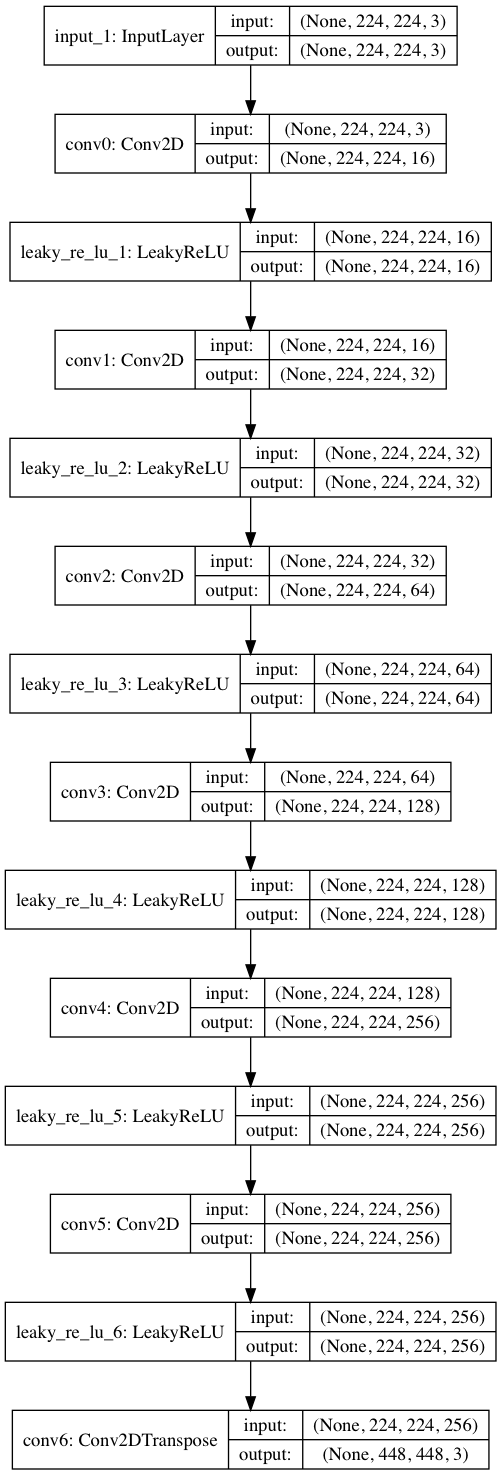 input_1: InputLayer
input: (None, 224, 224, 3)
output: (None, 224, 224, 3)
conv0: Conv2D
input: (None, 224, 224, 3)
output: (None, 224, 224, 16)
leaky_re_lu_1: LeakyReLU
input: (None, 224, 224, 16)
output: (None, 224, 224, 16)
conv1: Conv2D
input: (None, 224, 224, 16)
output: (None, 224, 224, 32)
leaky_re_lu_2: LeakyReLU
input: (None, 224, 224, 32)
output: (None, 224, 224, 32)
conv2: Conv2D
input: (None, 224, 224, 32)
output: (None, 224, 224, 64)
leaky_re_lu_3: LeakyReLU
input: (None, 224, 224, 64)
output: (None, 224, 224, 64)
conv3: Conv2D
input: (None, 224, 224, 64)
output: (None, 224, 224, 128)
leaky_re_lu_4: LeakyReLU
input: (None, 224, 224, 128)
output: (None, 224, 224, 128)
conv4: Conv2D
input: (None, 224, 224, 128)
output: (None, 224, 224, 256)
leaky_re_lu_5: LeakyReLU
input: (None, 224, 224, 256)
output: (None, 224, 224, 256)
conv5: Conv2D
input: (None, 224, 224, 256)
output: (None, 224, 224, 256)
leaky_re_lu_6: LeakyReLU
input: (None, 224, 224, 256)
output: (None, 224, 224, 256)
conv6: Conv2DTranspose
input: (None, 224, 224, 256)
output: (None, 448, 448, 3)